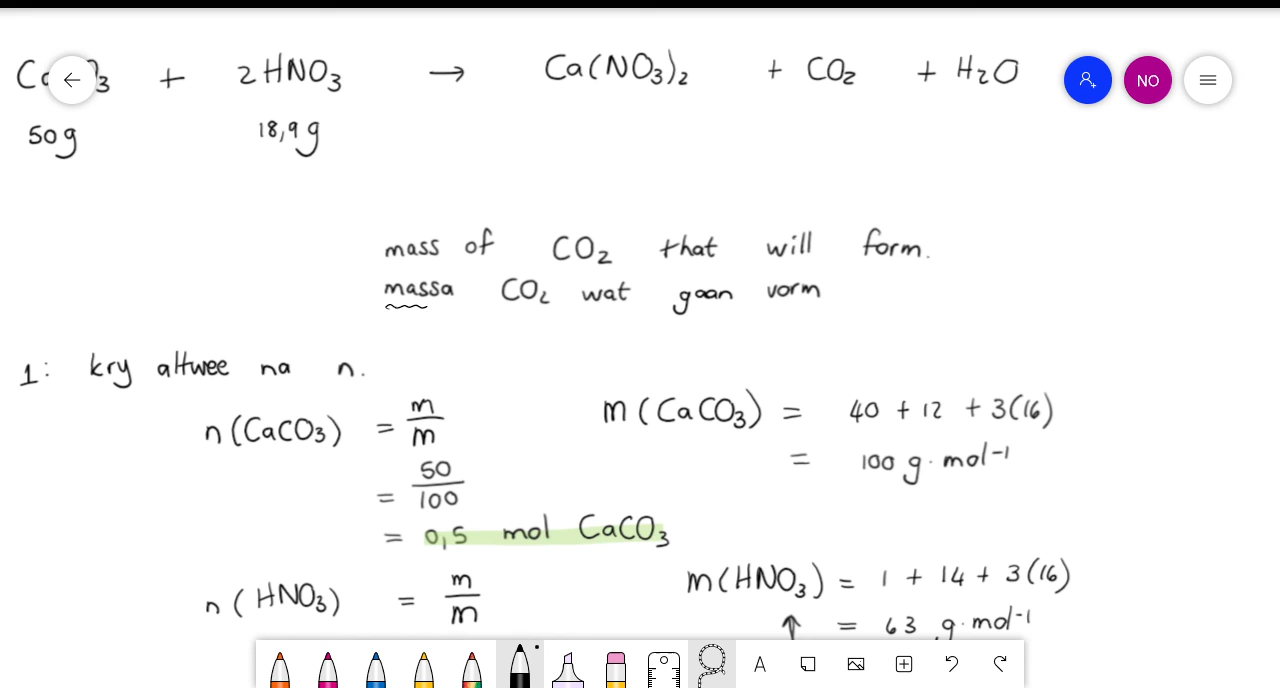 + 2HNO₃ → Ca(NO₃)₂ + CO₂ + H₂O
NO
50g 18,9g
mass of CO₂ that will form.
massa CO₂ wat gaan vorm
1: kry altwee na n.
n(CaCO₃) = m/m
m(CaCO₃) = 40 + 12 + 3(16)
= 100 g·mol⁻¹
= 50/100
= 0,5 mol CaCO₃
n(HNO₃) = m/m
m(HNO₃) = 1 + 14 + 3(16)
↑ = 63 g·mol⁻¹
A